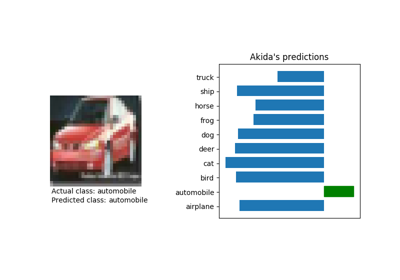 Akida's predictions
truck
ship
horse
frog
dog
deer
cat
bird
automobile
airplane
Actual class: automobile
Predicted class: automobile